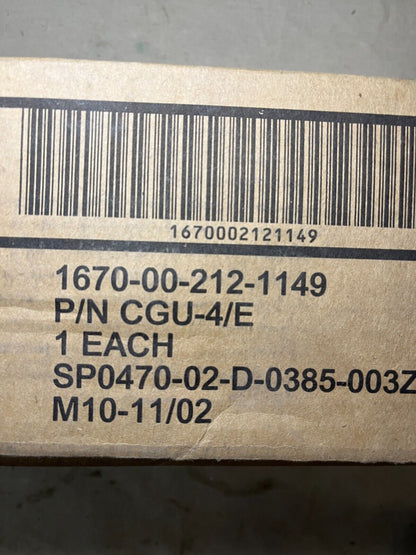 1670002121149
1670-00-212-1149
P/N CGU-4/E
1 EACH
SP0470-02-D-0385-003Z
M10-11/02